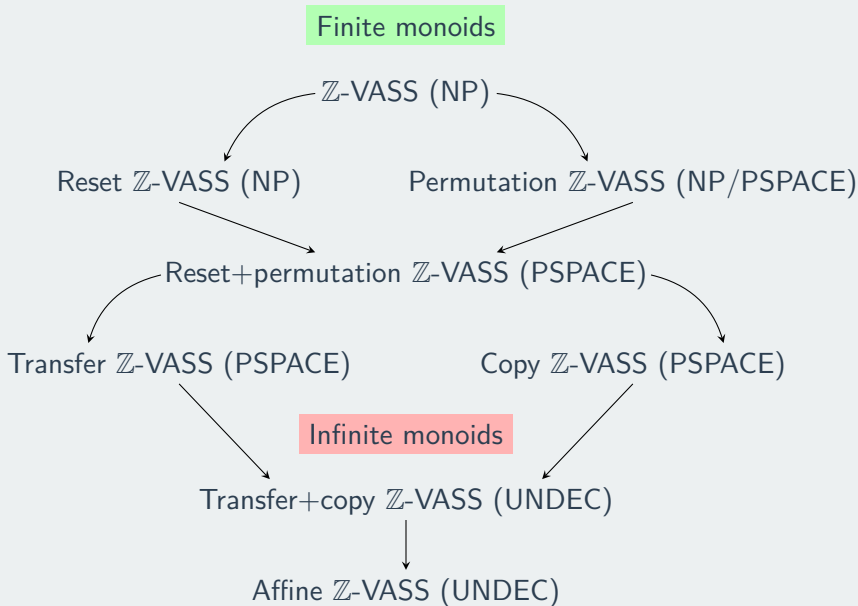 Finite monoids
ℤ-VASS (NP)
Reset ℤ-VASS (NP)
Permutation ℤ-VASS (NP/PSPACE)
Reset+permutation ℤ-VASS (PSPACE)
Transfer ℤ-VASS (PSPACE)
Copy ℤ-VASS (PSPACE)
Infinite monoids
Transfer+copy ℤ-VASS (UNDEC)
Affine ℤ-VASS (UNDEC)